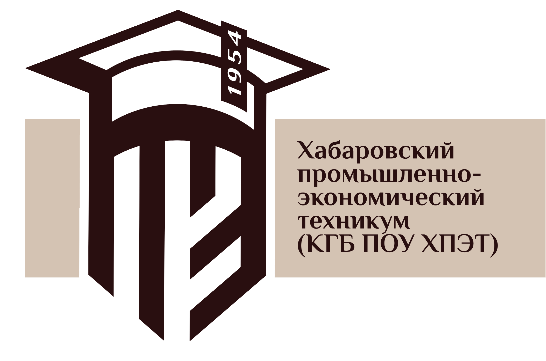 1954
Хабаровский
промышленно-
экономический
техникум
(КГБ ПОУ ХПЭТ)